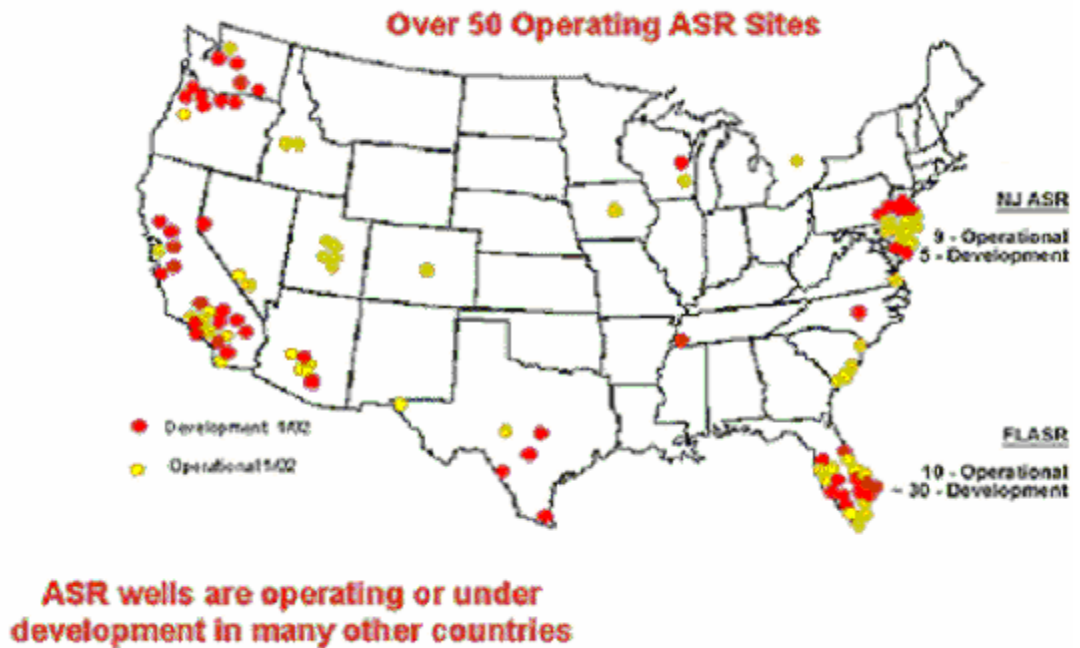 Over 50 Operating ASR Sites
NJ ASR
9 - Operational
5 - Development
Development 1/02
Operational 1/02
FLASR
10 - Operational
~ 30 - Development
ASR wells are operating or under
development in many other countries